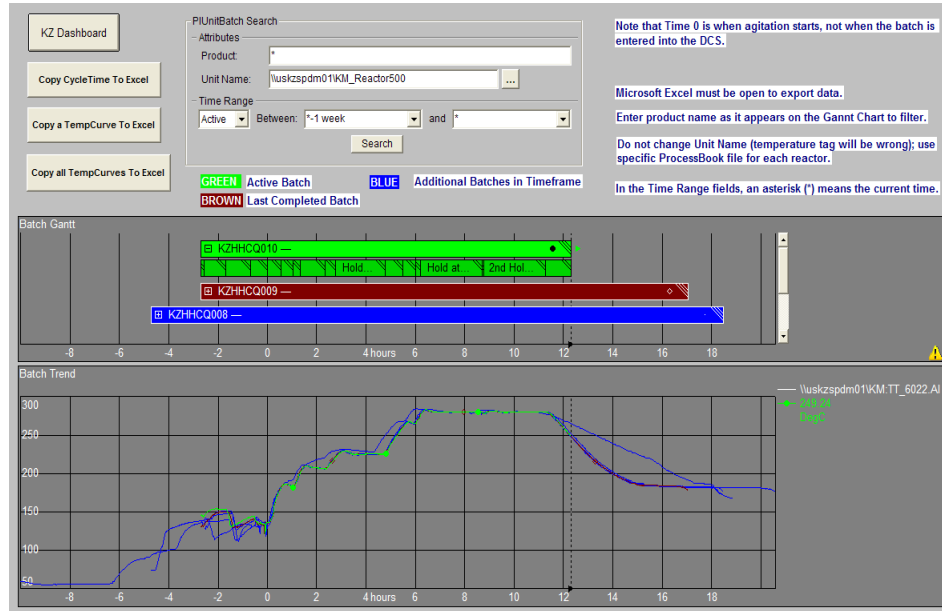 KZ Dashboard
Copy CycleTime To Excel
Copy a TempCurve To Excel
Copy all TempCurves To Excel
PIUnitBatch Search
Attributes
Product: *
Unit Name: \\uskzspdm01\KM_Reactor500 ...
Time Range
Active Between: *-1 week and *
Search
GREEN Active Batch BLUE Additional Batches in Timeframe
BROWN Last Completed Batch
Note that Time 0 is when agitation starts, not when the batch is
entered into the DCS.
Microsoft Excel must be open to export data.
Enter product name as it appears on the Gannt Chart to filter.
Do not change Unit Name (temperature tag will be wrong); use
specific ProcessBook file for each reactor.
In the Time Range fields, an asterisk (*) means the current time.
Batch Gantt
KZHHCQ010 —
Hold... Hold at... 2nd Hol...
KZHHCQ009 —
KZHHCQ008 —
-8 -6 -4 -2 0 2 4 hours 6 8 10 12 14 16 18
Batch Trend
\\uskzspdm01\KM:TT_6022.AI
249.24
DegC
300
250
200
150
100
50
-8 -6 -4 -2 0 2 4 hours 6 8 10 12 14 16 18